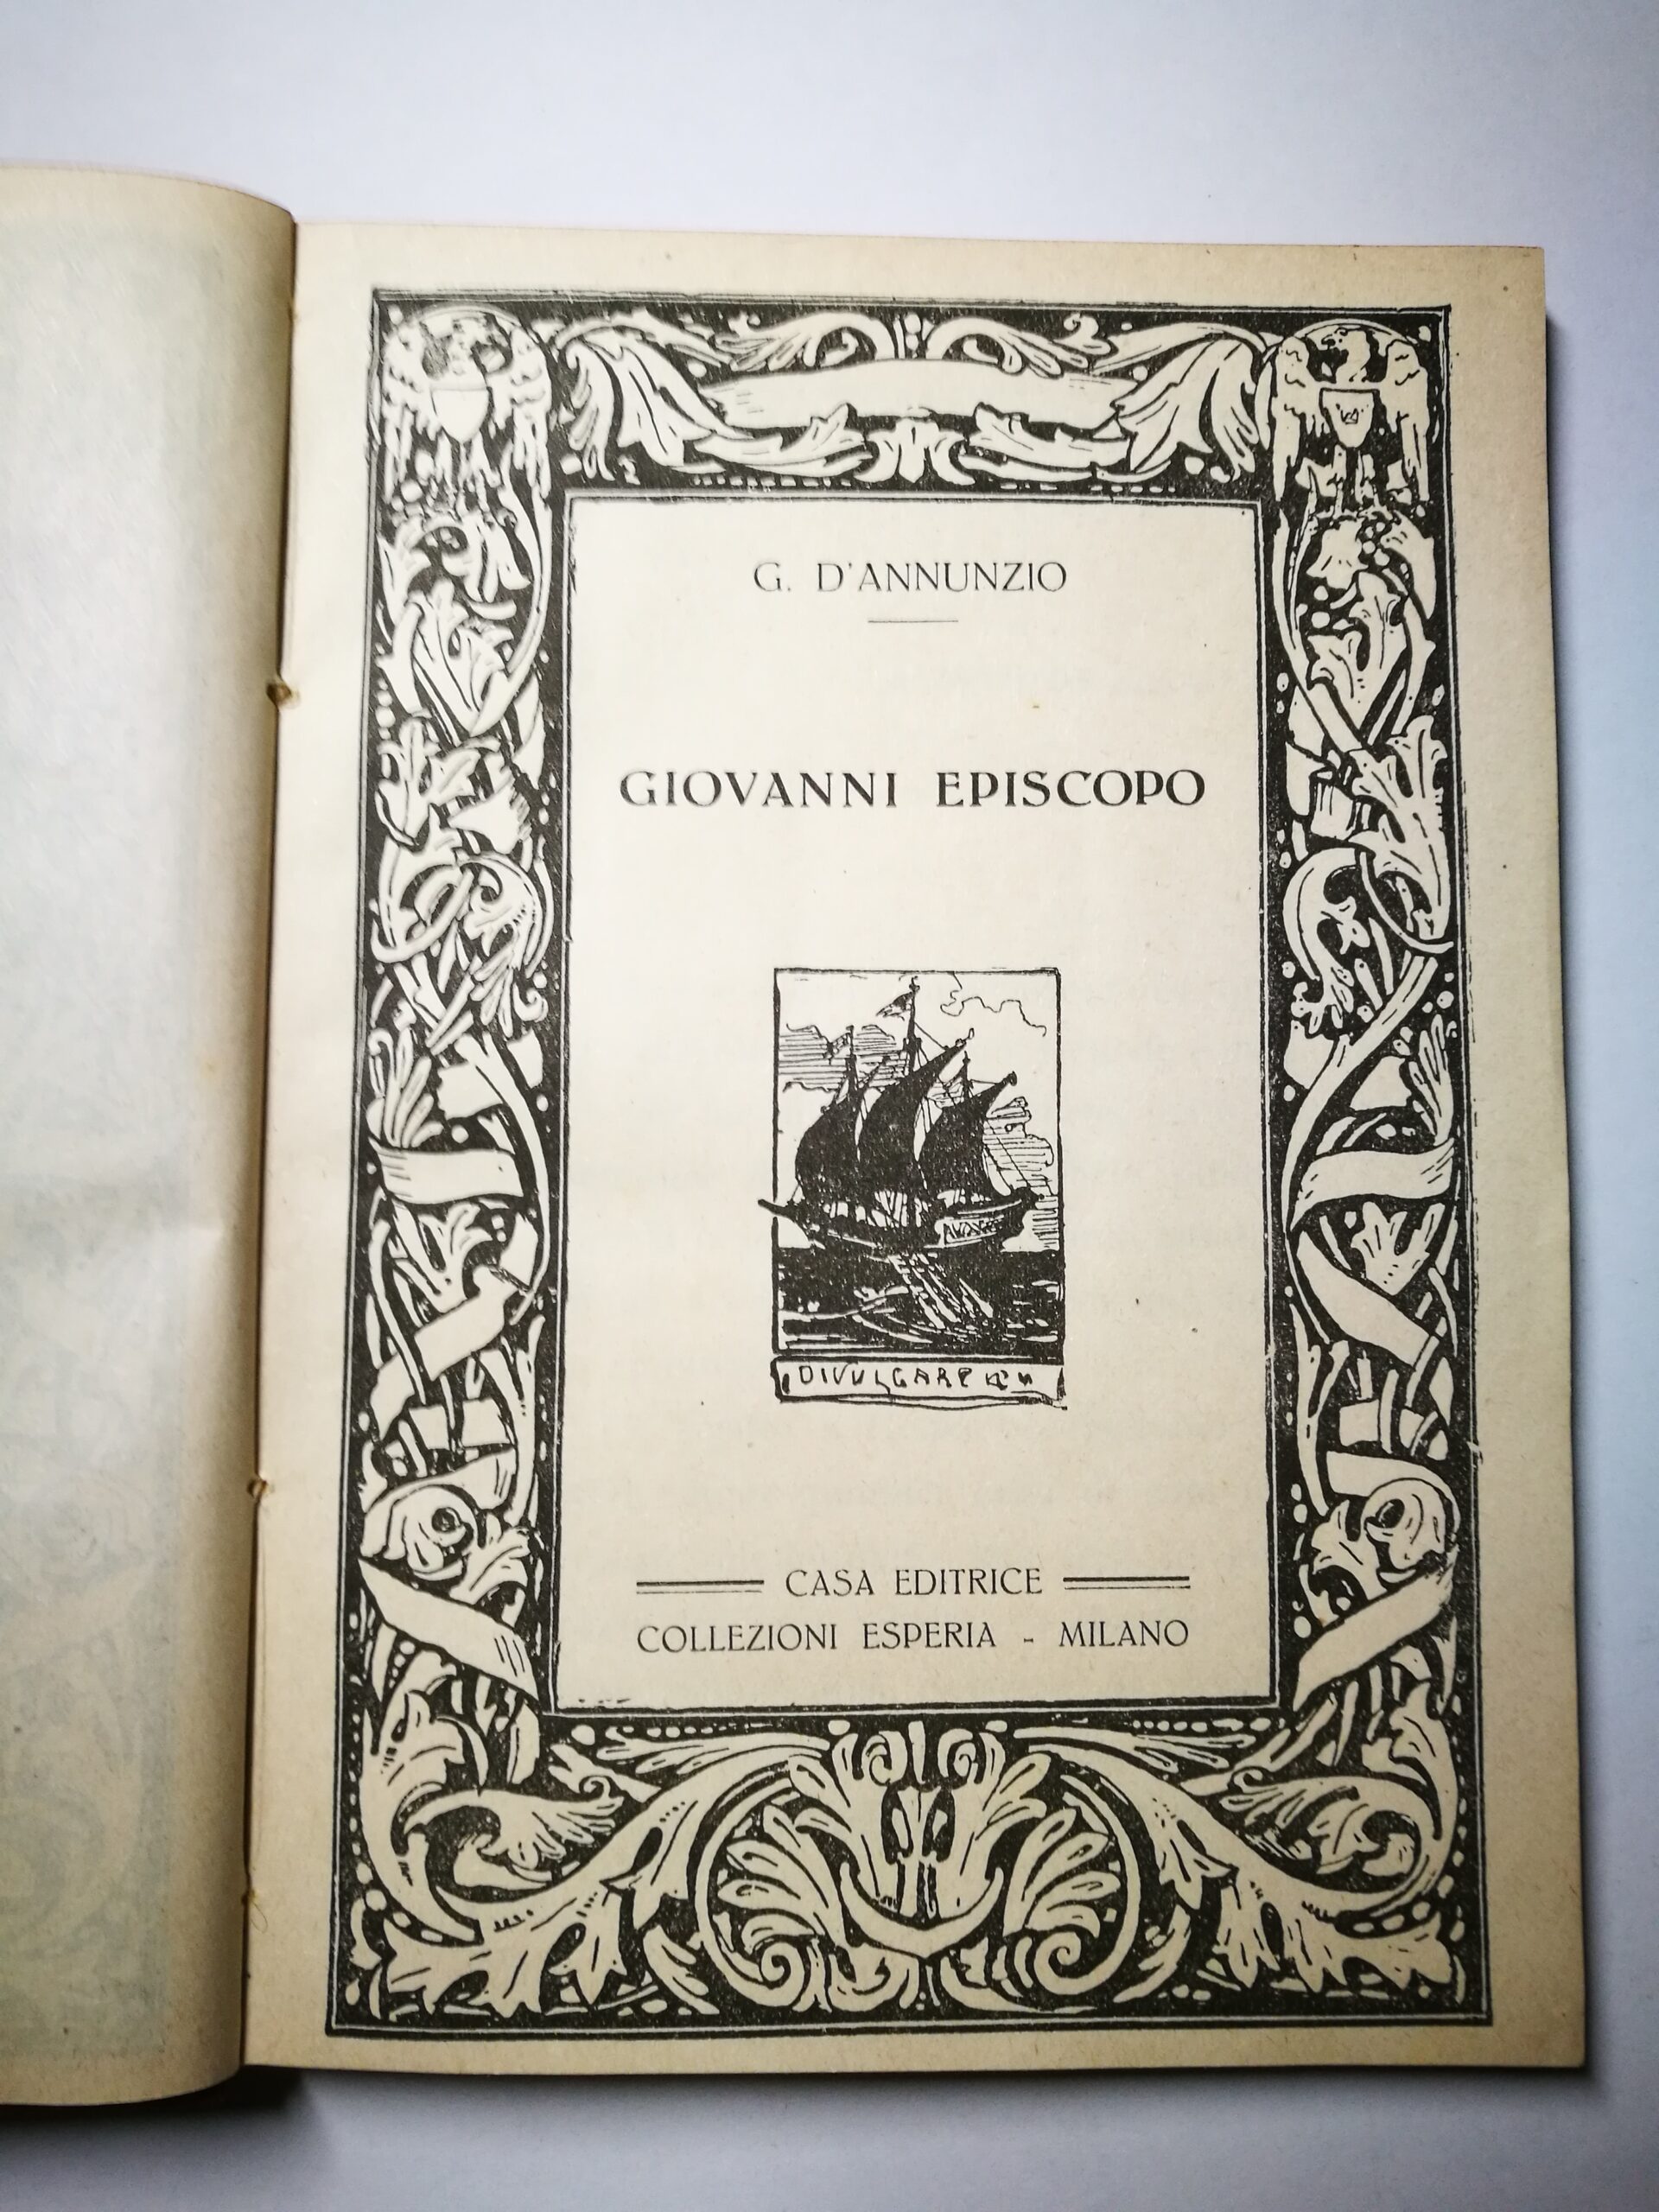 G. D'ANNUNZIO
GIOVANNI EPISCOPO
DIVULGARE
CASA EDITRICE
COLLEZIONI ESPERIA - MILANO